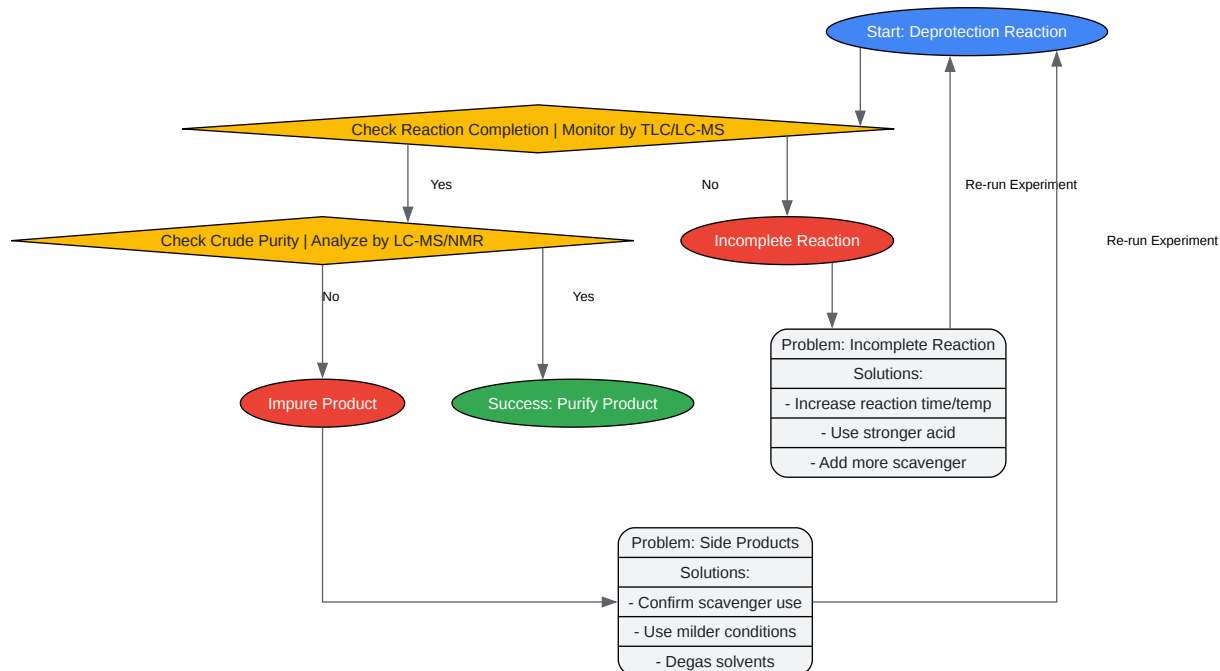 Start: Deprotection Reaction
Check Reaction Completion | Monitor by TLC/LC-MS
Yes
No
Re-run Experiment
Check Crude Purity | Analyze by LC-MS/NMR
Incomplete Reaction
Re-run Experiment
No
Yes
Problem: Incomplete Reaction
Solutions:
- Increase reaction time/temp
- Use stronger acid
- Add more scavenger
Impure Product
Success: Purify Product
Problem: Side Products
Solutions:
- Confirm scavenger use
- Use milder conditions
- Degas solvents